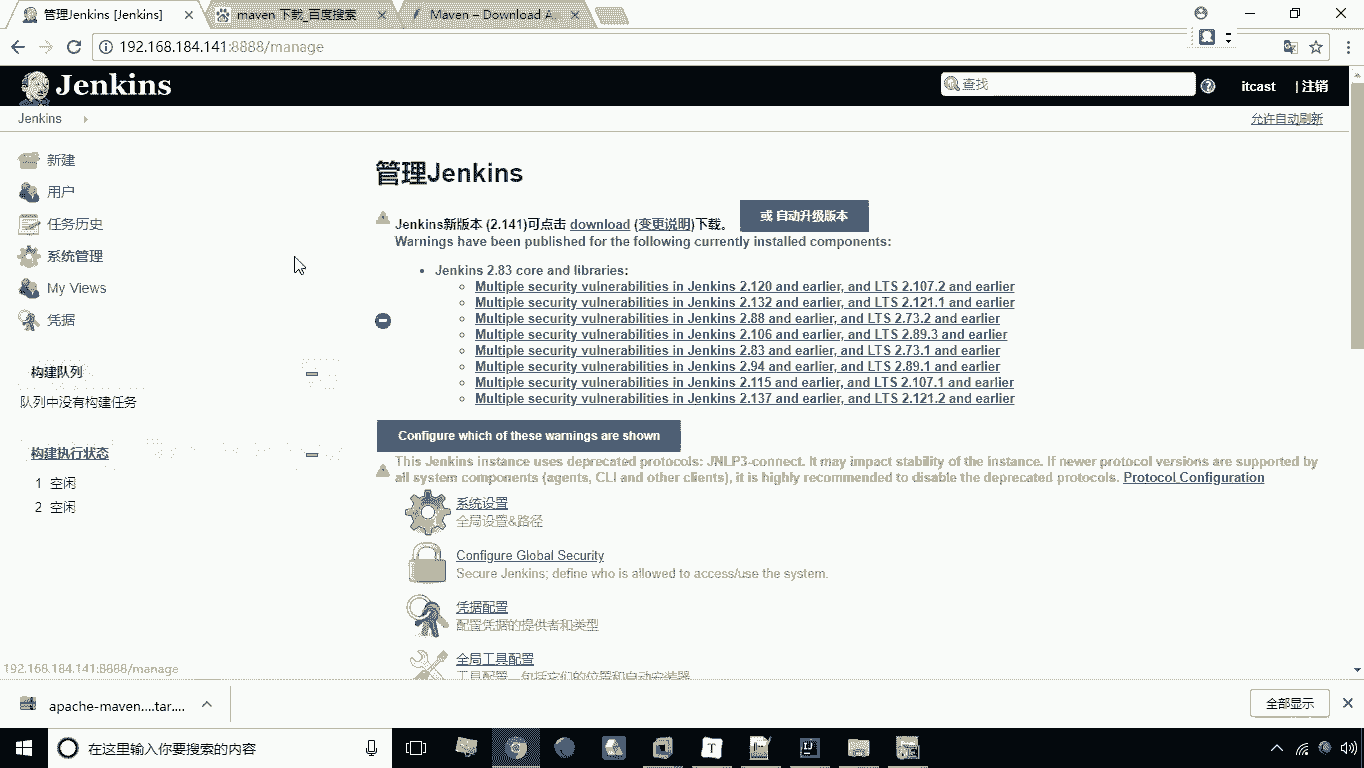 管理Jenkins [Jenkins]
maven 下载_百度搜索
Maven – Download A
192.168.184.141:8888/manage
Jenkins
查找
itcast
| 注销
Jenkins
允许自动刷新
新建
用户
任务历史
系统管理
My Views
凭据
构建队列
队列中没有构建任务
构建执行状态
1 空闲
2 空闲
管理Jenkins
Jenkins新版本 (2.141)可点击 download (变更说明)下载。
或 自动升级版本
Warnings have been published for the following currently installed components:
Jenkins 2.83 core and libraries:
Multiple security vulnerabilities in Jenkins 2.120 and earlier, and LTS 2.107.2 and earlier
Multiple security vulnerabilities in Jenkins 2.132 and earlier, and LTS 2.121.1 and earlier
Multiple security vulnerabilities in Jenkins 2.88 and earlier, and LTS 2.73.2 and earlier
Multiple security vulnerabilities in Jenkins 2.106 and earlier, and LTS 2.89.3 and earlier
Multiple security vulnerabilities in Jenkins 2.83 and earlier, and LTS 2.73.1 and earlier
Multiple security vulnerabilities in Jenkins 2.94 and earlier, and LTS 2.89.1 and earlier
Multiple security vulnerabilities in Jenkins 2.115 and earlier, and LTS 2.107.1 and earlier
Multiple security vulnerabilities in Jenkins 2.137 and earlier, and LTS 2.121.2 and earlier
Configure which of these warnings are shown
This Jenkins instance uses deprecated protocols: JNLP3-connect. It may impact stability of the instance. If newer protocol versions are supported by
all system components (agents, CLI and other clients), it is highly recommended to disable the deprecated protocols. Protocol Configuration
系统设置
全局设置&路径
Configure Global Security
Secure Jenkins; define who is allowed to access/use the system.
凭据配置
配置凭据的提供者和类型
全局工具配置
工具配置，包括它们的位置和自动安装器
192.168.184.141:8888/manage
apache-maven....tar....
全部显示
在这里输入你要搜索的内容